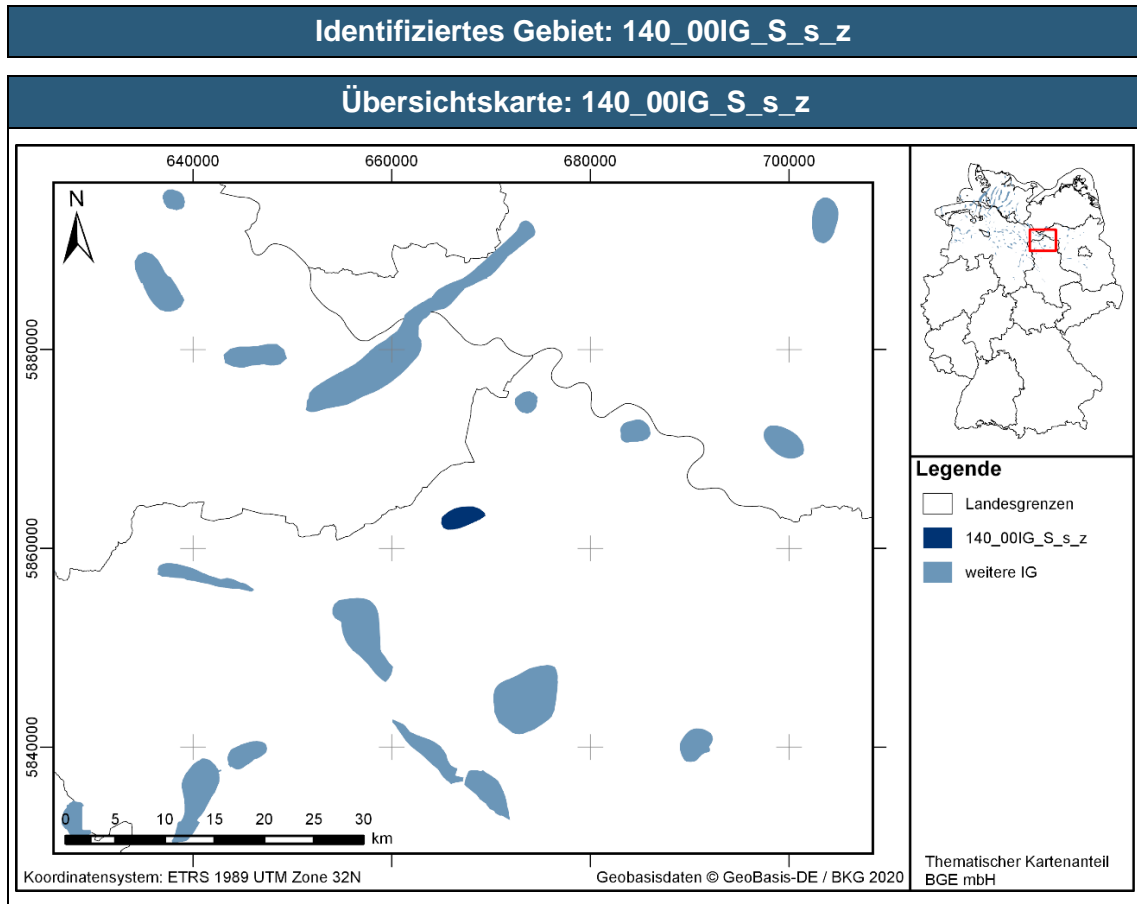 Identifiziertes Gebiet: 140_00IG_S_s_z
Übersichtskarte: 140_00IG_S_s_z
640000 660000 680000 700000
N
5880000
5860000
5840000
0 5 10 15 20 25 30
km
Koordinatensystem: ETRS 1989 UTM Zone 32N
Geobasisdaten © GeoBasis-DE / BKG 2020
Legende
Landesgrenzen
140_00IG_S_s_z
weitere IG
Thematischer Kartenanteil
BGE mbH